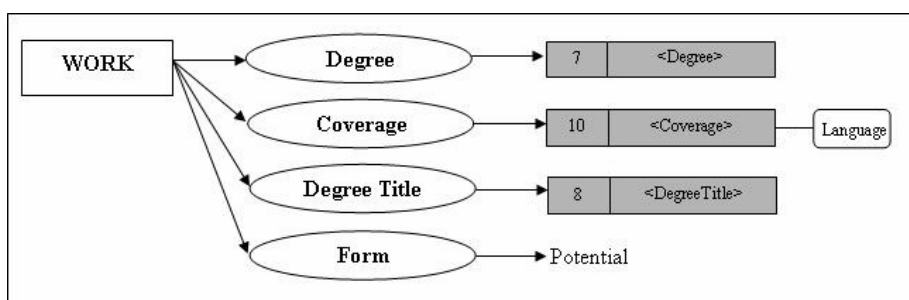 WORK
Degree
7
<Degree>
Coverage
10
<Coverage>
Language
Degree Title
8
<DegreeTitle>
Form
Potential